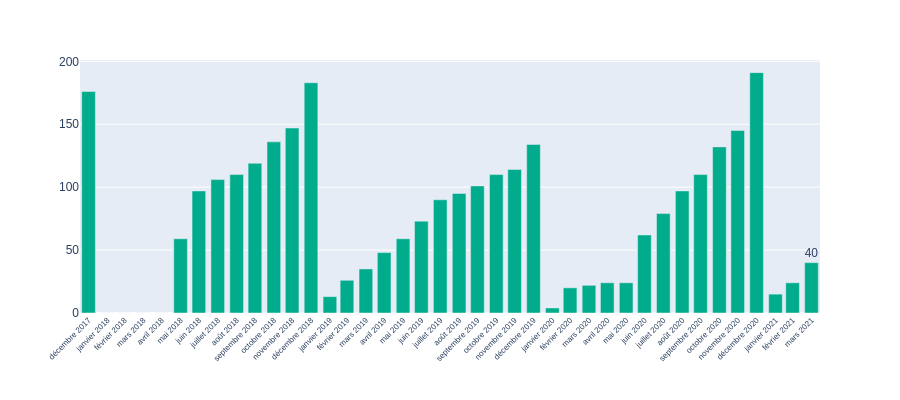 200
150
100
50
0
40
décembre 2017
janvier 2018
février 2018
mars 2018
avril 2018
mai 2018
juin 2018
juillet 2018
août 2018
septembre 2018
octobre 2018
novembre 2018
décembre 2018
janvier 2019
février 2019
mars 2019
avril 2019
mai 2019
juin 2019
juillet 2019
août 2019
septembre 2019
octobre 2019
novembre 2019
décembre 2019
janvier 2020
février 2020
mars 2020
avril 2020
mai 2020
juin 2020
juillet 2020
août 2020
septembre 2020
octobre 2020
novembre 2020
décembre 2020
janvier 2021
février 2021
mars 2021